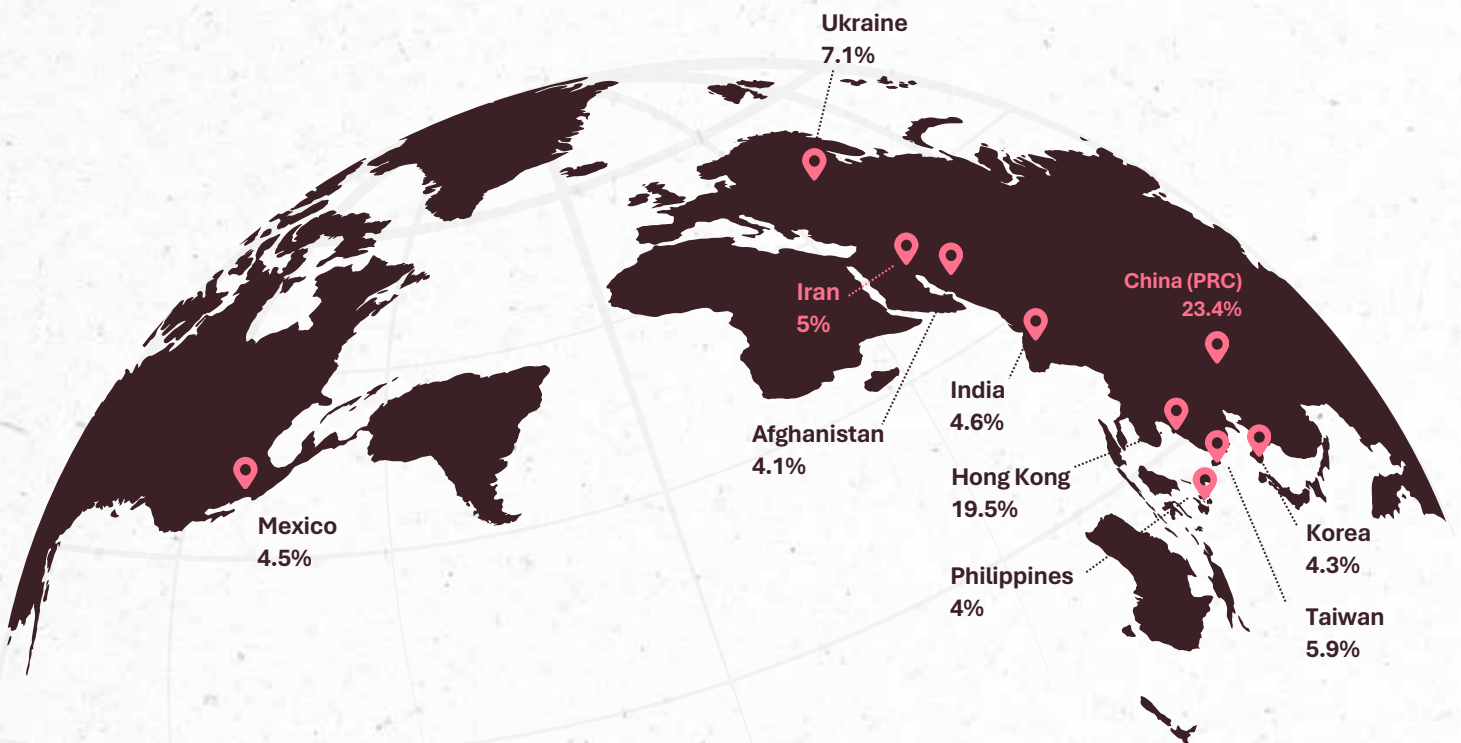 Ukraine
7.1%
Iran
5%
China (PRC)
23.4%
India
4.6%
Afghanistan
4.1%
Hong Kong
19.5%
Mexico
4.5%
Korea
4.3%
Philippines
4%
Taiwan
5.9%